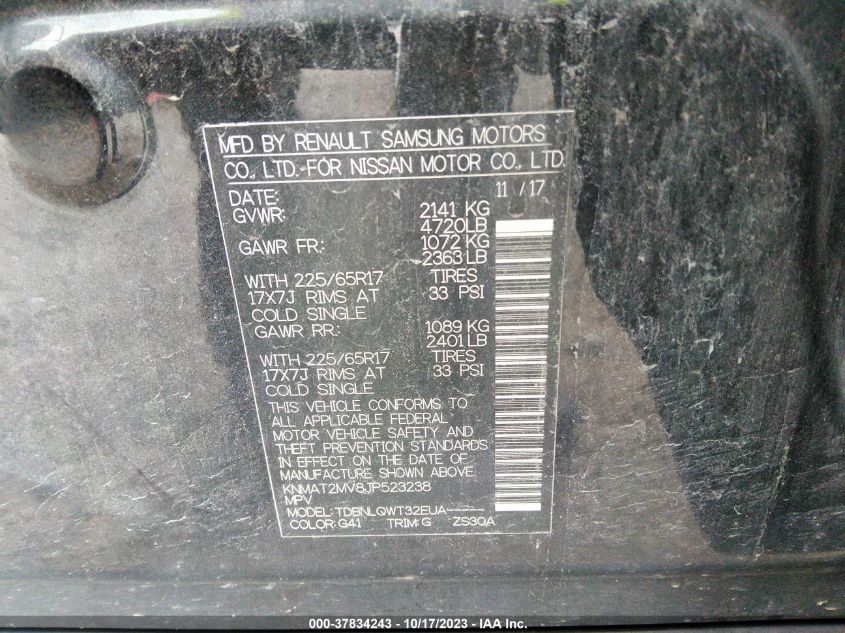 MFD BY RENAULT SAMSUNG MOTORS
CO., LTD. FOR NISSAN MOTOR CO., LTD.
DATE: 11 / 17
GVWR: 2141 KG
4720LB
GAWR FR: 1072 KG
2363 LB
WITH 225/65R17 TIRES
17X7J RIMS AT 33 PSI
COLD SINGLE
GAWR RR: 1089 KG
2401 LB
WITH 225/65R17 TIRES
17X7J RIMS AT 33 PSI
COLD SINGLE
THIS VEHICLE CONFORMS TO
ALL APPLICABLE FEDERAL
MOTOR VEHICLE SAFETY AND
THEFT PREVENTION STANDARDS
IN EFFECT ON THE DATE OF
MANUFACTURE SHOWN ABOVE.
KNMAT2MV8JP523238
MPV
MODEL: TDBNLQWT32EUA-----
COLOR: G41 TRIM: G ZS3QA
000-37834243 - 10/17/2023 - IAA Inc.